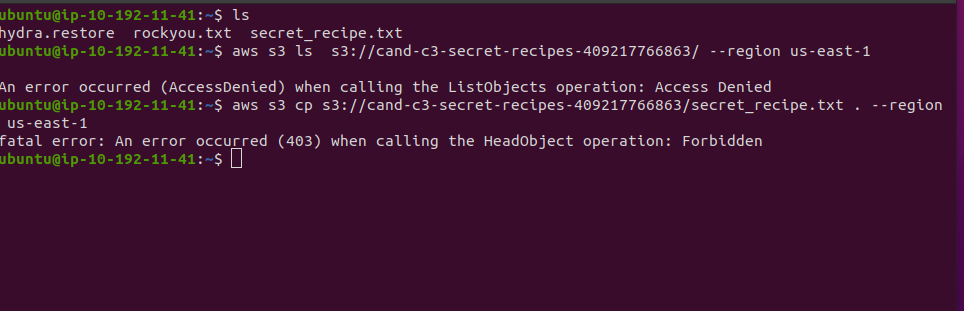 ubuntu@ip-10-192-11-41:~$ ls
hydra.restore  rockyou.txt  secret_recipe.txt
ubuntu@ip-10-192-11-41:~$ aws s3 ls  s3://cand-c3-secret-recipes-409217766863/ --region us-east-1
An error occurred (AccessDenied) when calling the ListObjects operation: Access Denied
ubuntu@ip-10-192-11-41:~$ aws s3 cp s3://cand-c3-secret-recipes-409217766863/secret_recipe.txt . --region
us-east-1
fatal error: An error occurred (403) when calling the HeadObject operation: Forbidden
ubuntu@ip-10-192-11-41:~$